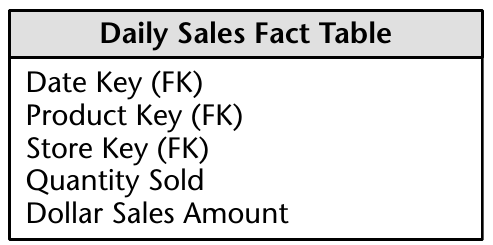 Daily Sales Fact Table
Date Key (FK)
Product Key (FK)
Store Key (FK)
Quantity Sold
Dollar Sales Amount